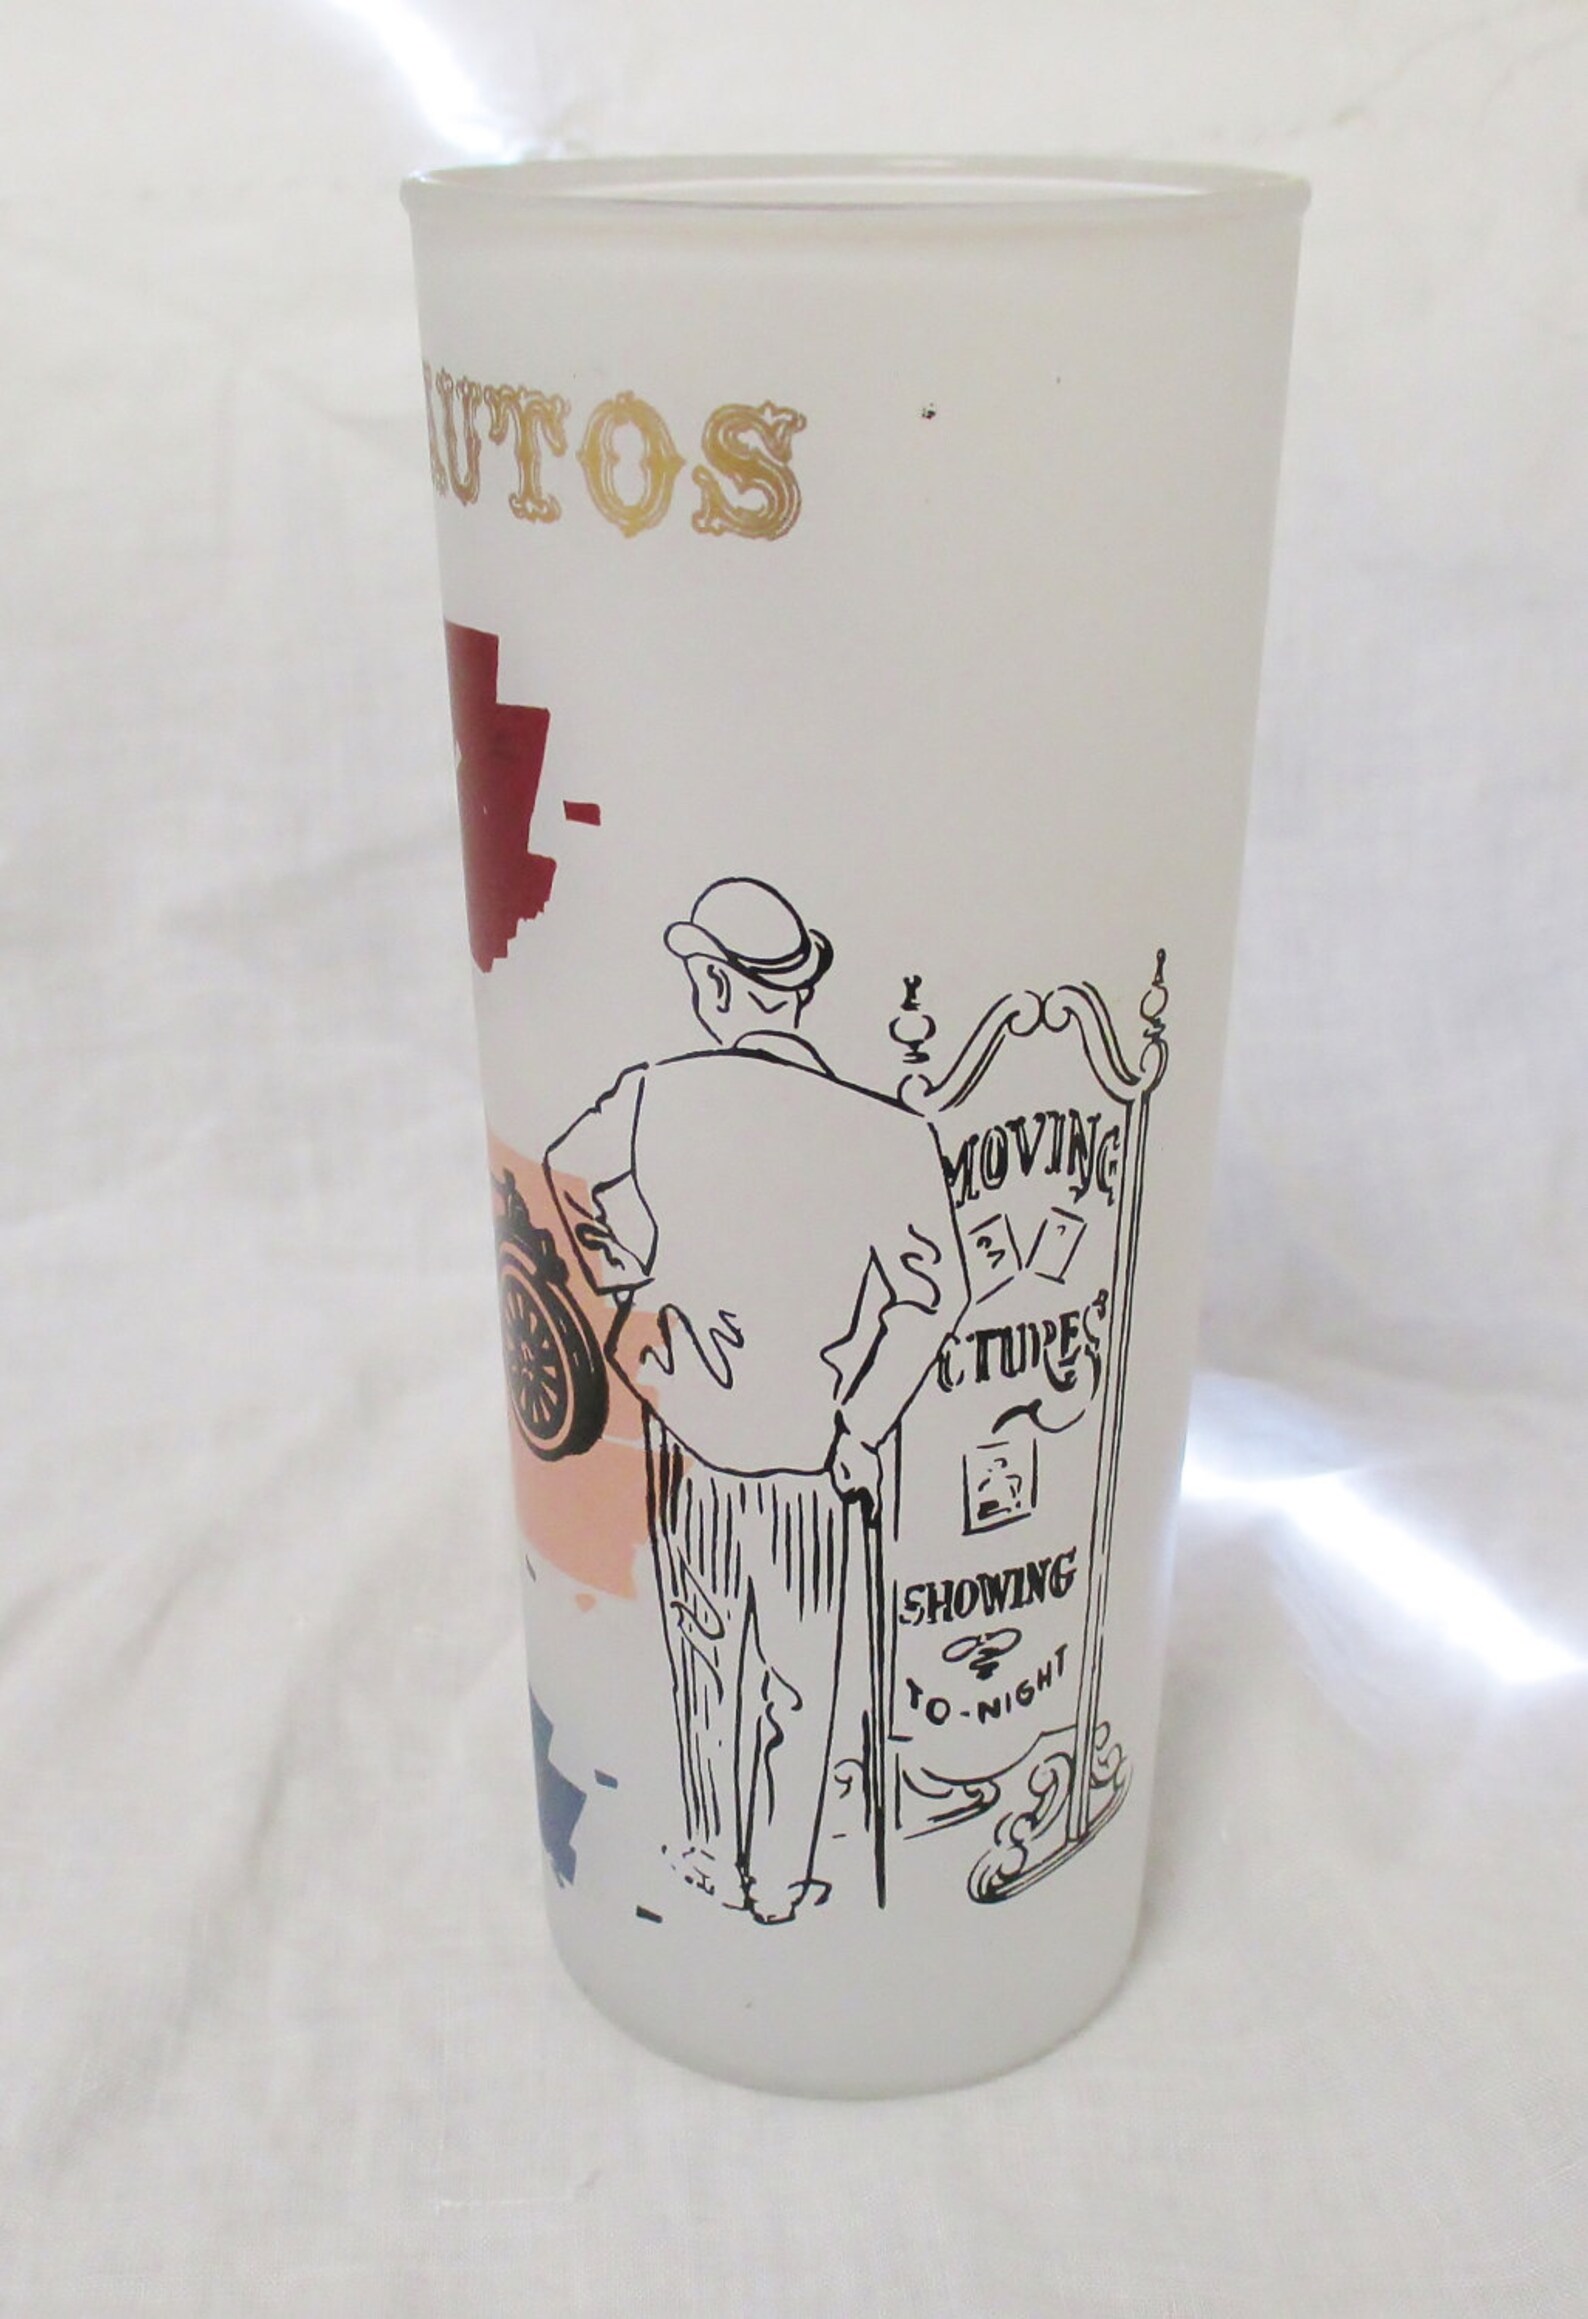 AUTOS
MOVING
CTURES
SHOWING
TO-NIGHT